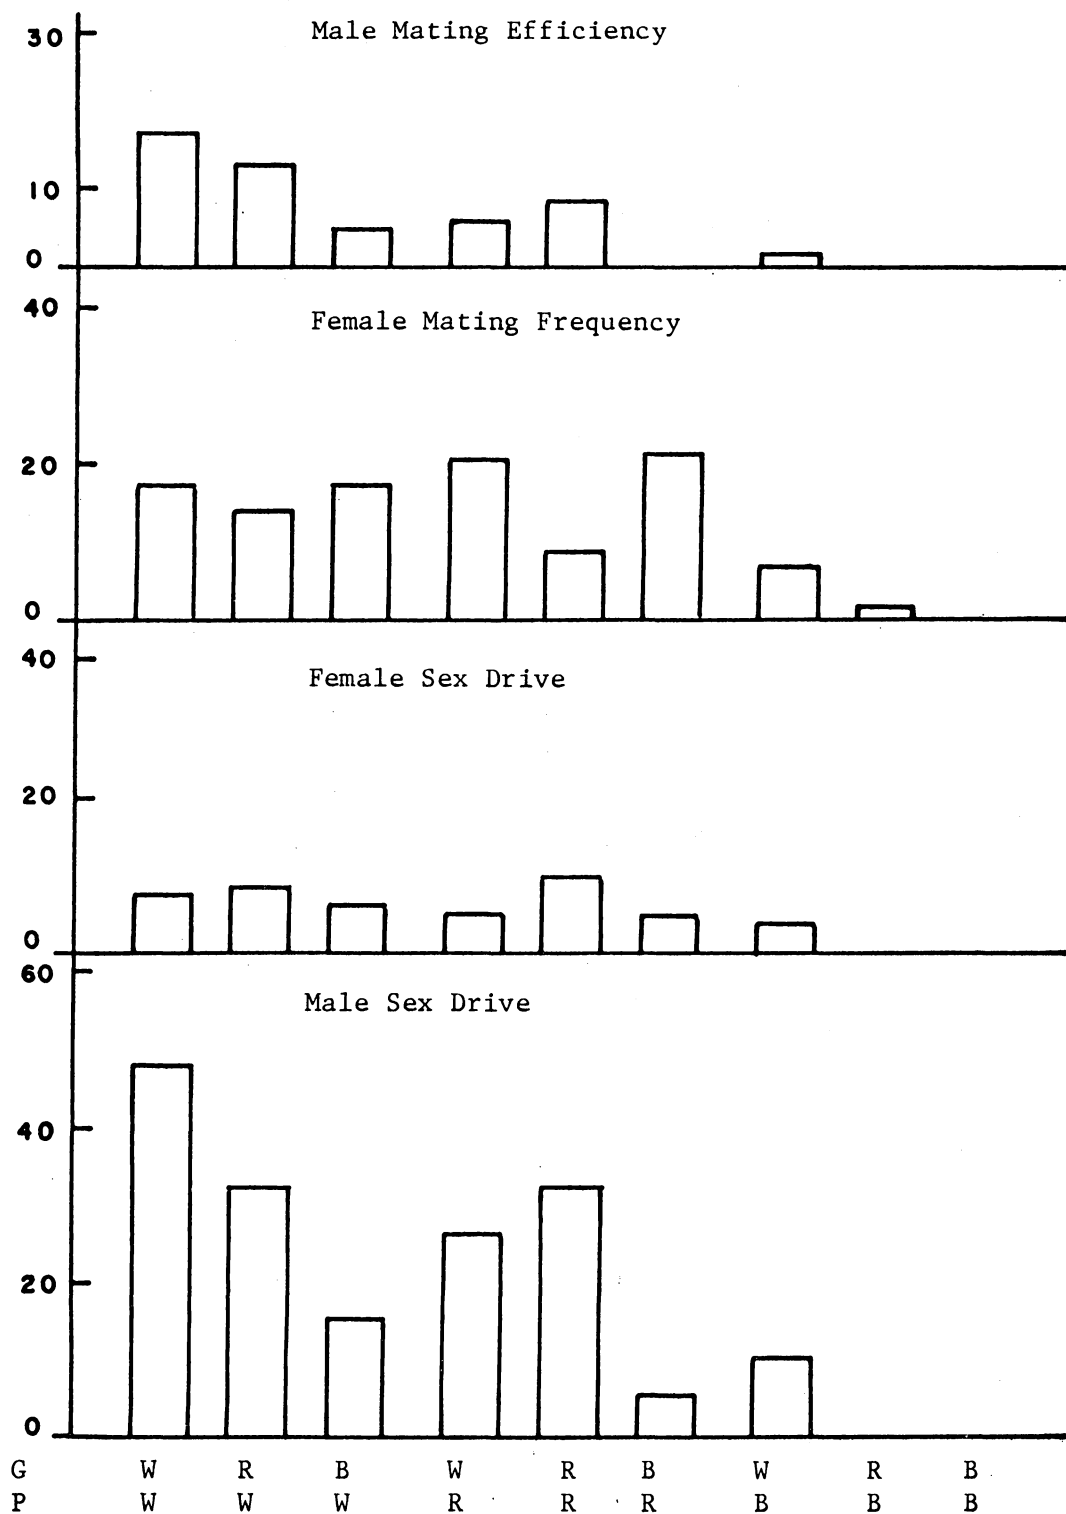 30
Male Mating Efficiency
10
0
40
Female Mating Frequency
20
0
40
Female Sex Drive
20
0
60
Male Sex Drive
40
20
0
G W R B W R B W R B
P W W W R R R B B B